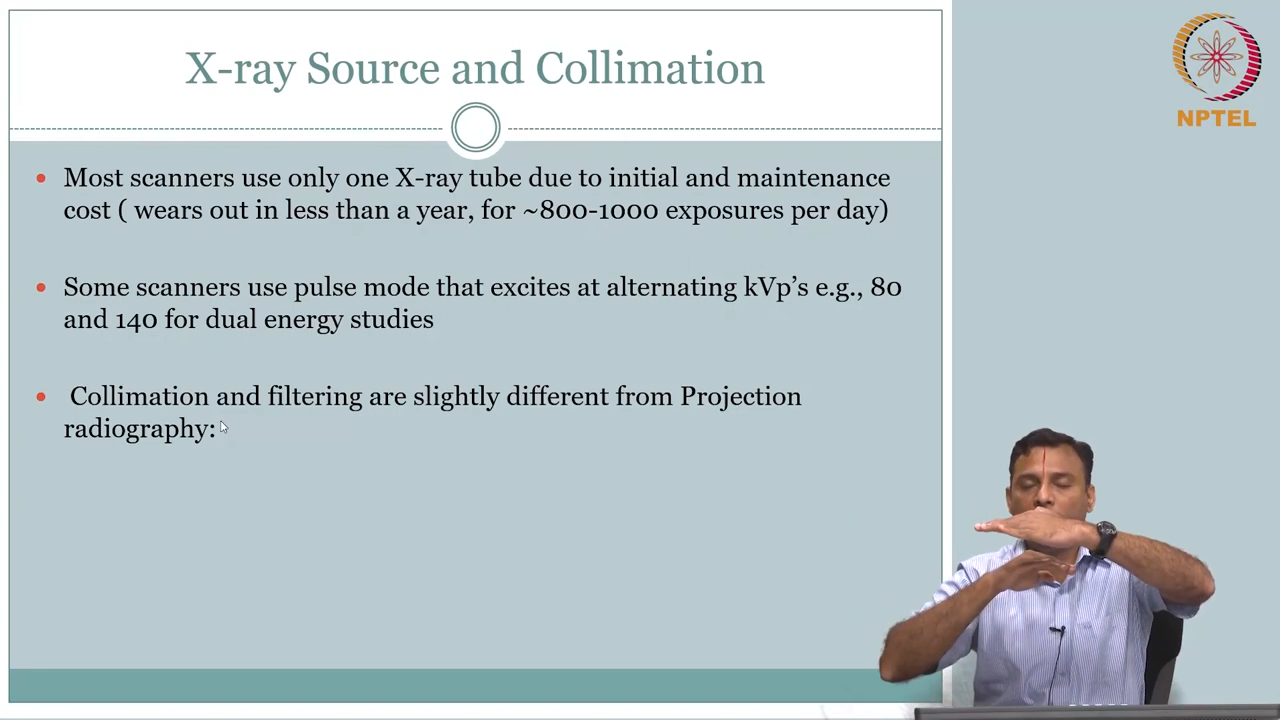 X-ray Source and Collimation
NPTEL
• Most scanners use only one X-ray tube due to initial and maintenance
cost ( wears out in less than a year, for ~800-1000 exposures per day)
• Some scanners use pulse mode that excites at alternating kVp’s e.g., 80
and 140 for dual energy studies
• Collimation and filtering are slightly different from Projection
radiography: